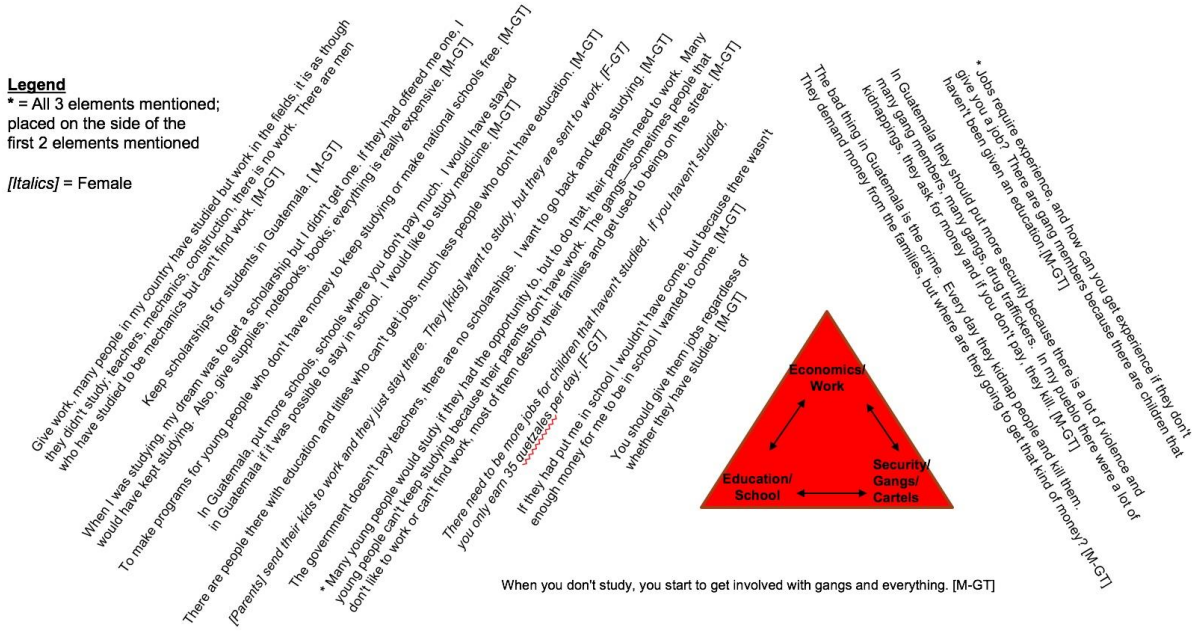 Legend
* = All 3 elements mentioned;
placed on the side of the
first 2 elements mentioned
[Italics] = Female
Give work, many people in my country have studied but work in the fields, it is as though
they didn't study, teachers, mechanics, construction, there is no work. There are men
who have studied to be mechanics but can't find work. [M-GT]
Keep scholarships for students in Guatemala. [ M-GT]
When I was studying, my dream was to get a scholarship but I didn't get one. If they had offered me one, I
would have kept studying. Also, give supplies, notebooks, books; everything is really expensive. [M-GT]
To make programs for young people who don't have money to keep studying or make national schools free. [M-GT]
In Guatemala, put more schools, schools where you don't pay much. I would have stayed
in Guatemala if it was possible to stay in school. I would like to study medicine. [M-GT]
There are people there with education and titles who can't get jobs, much less people who don't have education. [M-GT]
[Parents] send their kids to work and they just stay there. They [kids] want to study, but they are sent to work. [F-GT]
The government doesn't pay teachers, there are no scholarships. I want to go back and keep studying. [M-GT]
* Many young people would study if they had the opportunity to, but to do that, their parents need to work. Many
young people can't keep studying because their parents don't have work. The gangs—sometimes people that
don't like to work or can't find work, most of them destroy their families and get used to being on the street. [M-GT]
There need to be more jobs for children that haven't studied. If you haven't studied,
you only earn 35 quetzales per day. [F-GT]
If they had put me in school I wouldn't have come, but because there wasn't
enough money for me to be in school I wanted to come. [M-GT]
You should give them jobs regardless of
whether they have studied. [M-GT]
* Jobs require experience, and how can you get experience if they don't
give you a job? There are gang members because there are children that
haven't been given an education.[M-GT]
In Guatemala they should put more security because there is a lot of violence and
many gang members, many gangs, drug traffickers. In my pueblo there were a lot of
kidnappings, they ask for money and if you don't pay, they kill. [M-GT]
The bad thing in Guatemala is the crime. Every day they kidnap people and kill them.
They demand money from the families, but where are they going to get that kind of money? [M-GT]
Economics/
Work
Education/
School
Security/
Gangs/
Cartels
When you don't study, you start to get involved with gangs and everything. [M-GT]